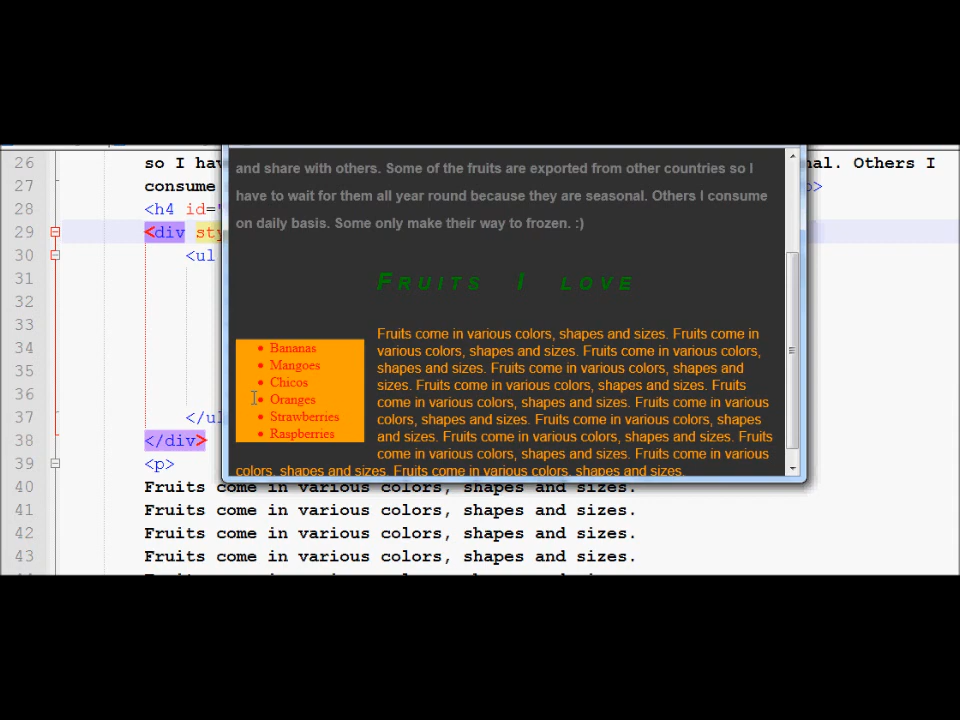 26 so I hav al. Others I
27 consume p>
28 <h4 id="
29 <div sty
30 <ul
31
32
33
34
35
36
37 </ul
38 </div>
39 <p>
40 Fruits come in various colors, shapes and sizes.
41 Fruits come in various colors, shapes and sizes.
42 Fruits come in various colors, shapes and sizes.
43 Fruits come in various colors, shapes and sizes.
and share with others. Some of the fruits are exported from other countries so I
have to wait for them all year round because they are seasonal. Others I consume
on daily basis. Some only make their way to frozen. :)
Fruits I love
Bananas
Mangoes
Chicos
Oranges
Strawberries
Raspberries
Fruits come in various colors, shapes and sizes. Fruits come in
various colors, shapes and sizes. Fruits come in various colors,
shapes and sizes. Fruits come in various colors, shapes and
sizes. Fruits come in various colors, shapes and sizes. Fruits
come in various colors, shapes and sizes. Fruits come in various
colors, shapes and sizes. Fruits come in various colors, shapes
and sizes. Fruits come in various colors, shapes and sizes. Fruits
come in various colors, shapes and sizes. Fruits come in various
colors, shapes and sizes. Fruits come in various colors, shapes and sizes.